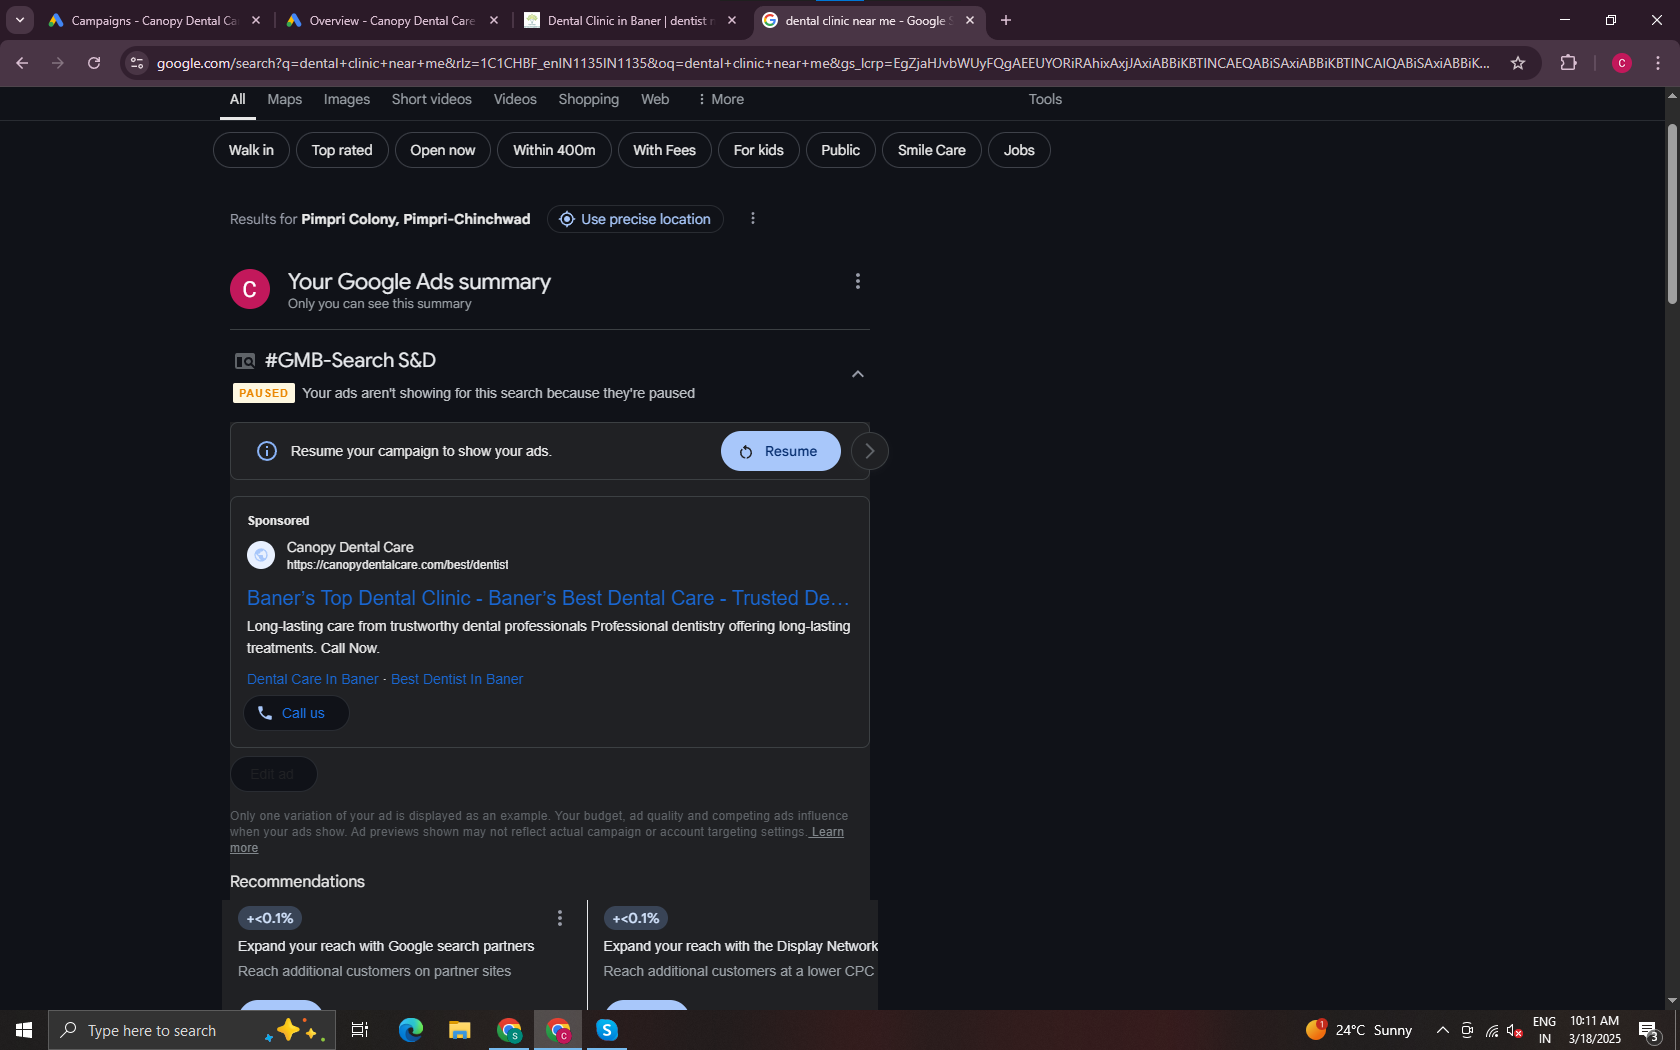 Campaigns - Canopy Dental Ca
Overview - Canopy Dental Care
Dental Clinic in Baner | dentist n
dental clinic near me - Google S
google.com/search?q=dental+clinic+near+me&rlz=1C1CHBF_enIN1135IN1135&oq=dental+clinic+near+me&gs_lcrp=EgZjaHJvbWUyFQgAEEUYORiRAhixAxjJAxiABBiKBTINCAEQABiSAxiABBiKBTINCAIQABiSAxiABBiK...
C
All Maps Images Short videos Videos Shopping Web More Tools
Walk in Top rated Open now Within 400m With Fees For kids Public Smile Care Jobs
Results for Pimpri Colony, Pimpri-Chinchwad Use precise location
C
Your Google Ads summary
Only you can see this summary
#GMB-Search S&D
PAUSED Your ads aren't showing for this search because they're paused
Resume your campaign to show your ads. Resume
Sponsored
Canopy Dental Care
https://canopydentalcare.com/best/dentist
Baner's Top Dental Clinic - Baner's Best Dental Care - Trusted De...
Long-lasting care from trustworthy dental professionals Professional dentistry offering long-lasting
treatments. Call Now.
Dental Care In Baner · Best Dentist In Baner
Call us
Edit ad
Only one variation of your ad is displayed as an example. Your budget, ad quality and competing ads influence
when your ads show. Ad previews shown may not reflect actual campaign or account targeting settings. Learn
more
Recommendations
+<0.1% +<0.1%
Expand your reach with Google search partners Expand your reach with the Display Network
Reach additional customers on partner sites Reach additional customers at a lower CPC
Type here to search
S
C
S
1
24°C Sunny
ENG
IN
10:11 AM
3/18/2025
3